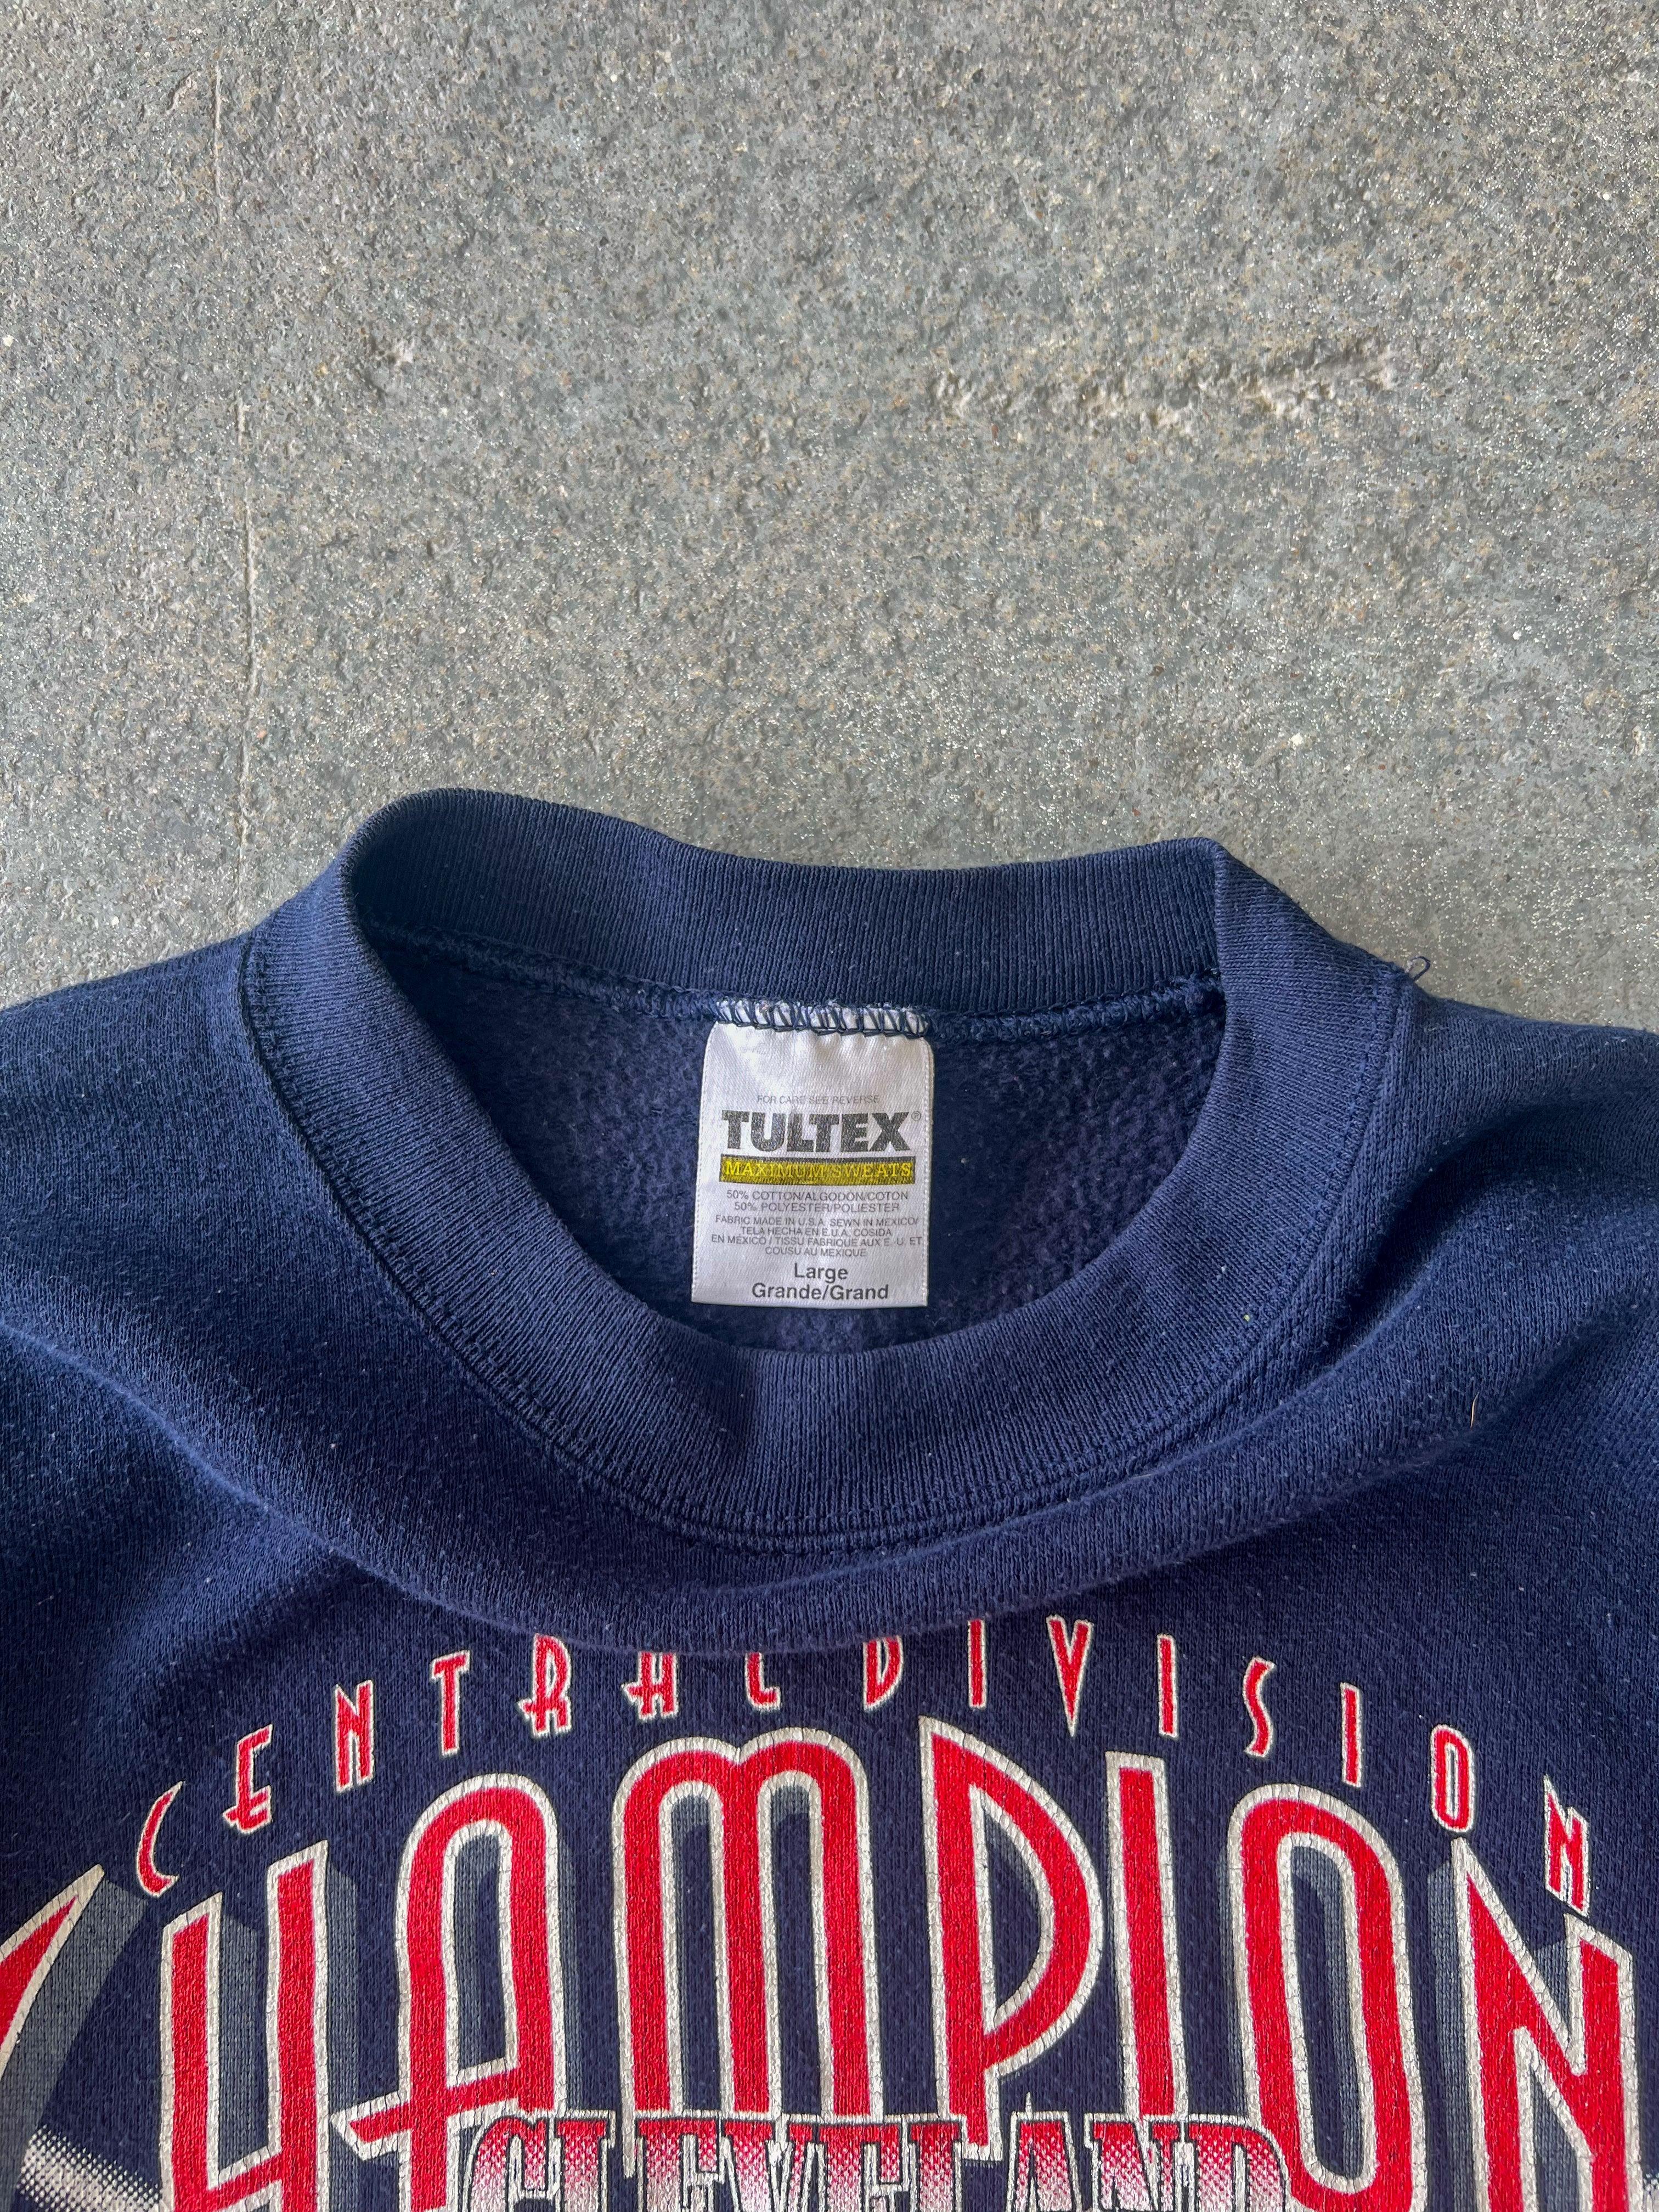 FOR CARE SEE REVERSE
TULTEX®
MAXIMUM SWEATS
50% COTTON/ALGODÓN/COTON
50% POLYESTER/POLIESTER
FABRIC MADE IN U.S.A. SEWN IN MEXICO/
TELA HECHA EN E.U.A. COSIDA
EN MÉXICO / TISSU FABRIQUÉ AUX E.-U. ET
COUSU AU MEXIQUE
Large
Grande/Grand
CENTRAL DIVISION
CHAMPION
CLEVELAND